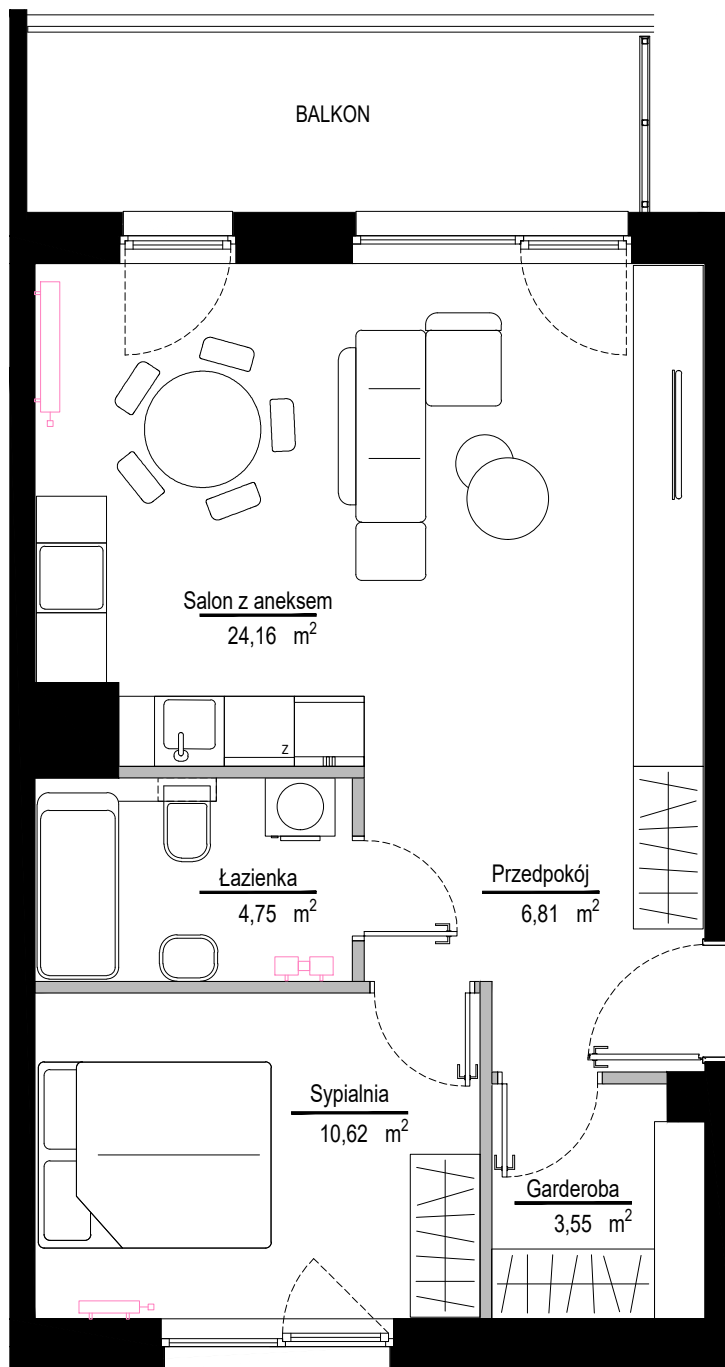 BALKON
Salon z aneksem
24,16 m²
z
Łazienka
4,75 m²
Przedpokój
6,81 m²
Sypialnia
10,62 m²
Garderoba
3,55 m²